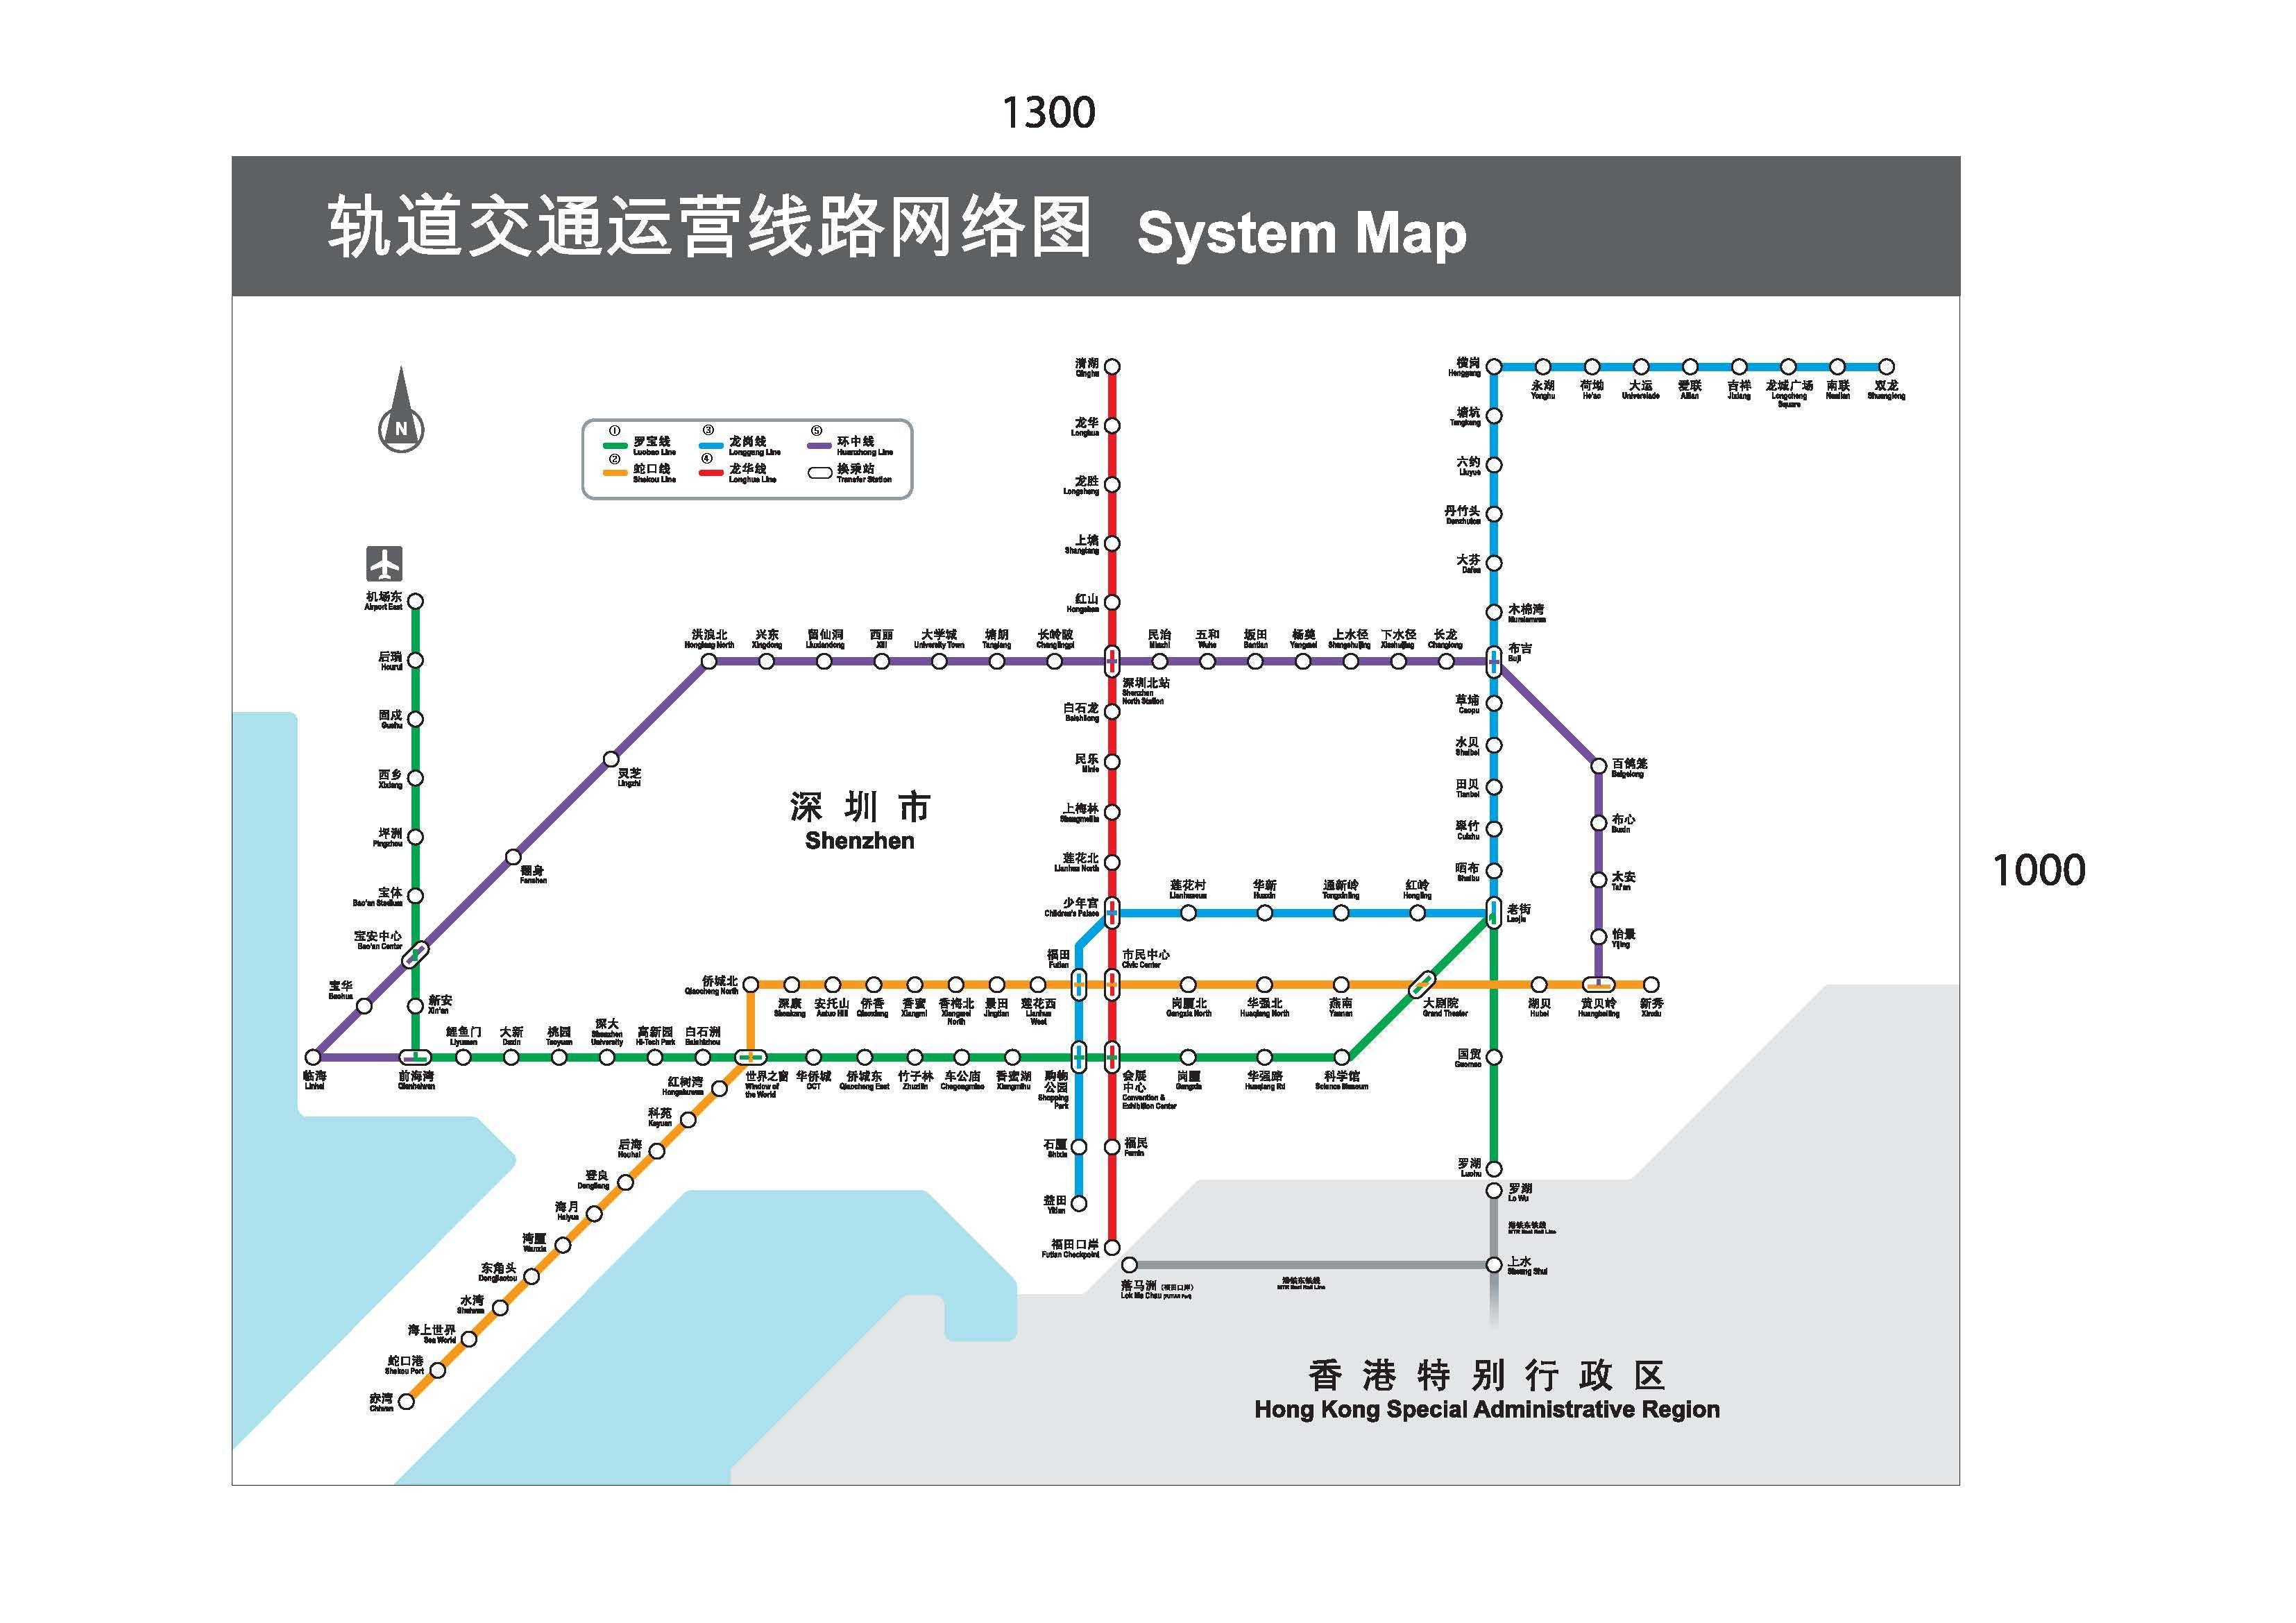 1300
轨道交通运营线路网络图 System Map
1000
N
① ③ ⑤
罗宝线 龙岗线 环中线
Luobao Line Longgang Line Huanzhong Line
② ④
蛇口线 龙华线 换乘站
Shekou Line Longhua Line Transfer Station
清湖
Qinghu
龙华
Longhua
龙胜
Longsheng
上塘
Shangtang
红山
Hongshan
深圳北站
Shenzhen
North Station
白石龙
Baishilong
民乐
Minle
上梅林
Shangmeilin
莲花北
Lianhua North
少年宫
Children's Palace
市民中心
Civic Center
会展
中心
Convention &
Exhibition Center
福民
Fumin
福田口岸
Futian Checkpoint
横岗
Henggang
永湖
Yonghu
荷坳
He'ao
大运
Universiade
爱联
Ailian
吉祥
Jixiang
龙城广场
Longcheng
Square
南联
Nanlian
双龙
Shuanglong
塘坑
Tangkeng
六约
Liuyue
丹竹头
Danzhutou
大芬
Dafen
木棉湾
Mumianwan
布吉
Buji
草埔
Caopu
水贝
Shuibei
田贝
Tianbei
翠竹
Cuizhu
晒布
Shaibu
老街
Laojie
红岭
Hongling
通新岭
Tongxinling
华新
Huaxin
莲花村
Lianhuacun
福田
Futian
购物
公园
Shopping
Park
石厦
Shixia
益田
Yitian
机场东
Airport East
后瑞
Hourui
固戍
Gushu
西乡
Xixiang
坪洲
Pingzhou
宝体
Bao'an Stadium
宝安中心
Bao'an Center
新安
Xin'an
前海湾
Qianhaiwan
鲤鱼门
Liyumen
大新
Daxin
桃园
Taoyuan
深大
Shenzhen
University
高新园
Hi-Tech Park
白石洲
Baishizhou
世界之窗
Window of
the World
华侨城
OCT
侨城东
Qiaocheng East
竹子林
Zhuzilin
车公庙
Chegongmiao
香蜜湖
Xiangmihu
岗厦
Gangxia
华强路
Huaqiang Rd
科学馆
Science Museum
大剧院
Grand Theater
国贸
Guomao
罗湖
Luohu
临海
Linhai
宝华
Baohua
翻身
Fanshen
灵芝
Lingzhi
洪浪北
Honglang North
兴东
Xingdong
留仙洞
Liuxiandong
西丽
Xili
大学城
University Town
塘朗
Tanglang
长岭陂
Changlingpi
民治
Minzhi
五和
Wuhe
坂田
Bantian
杨美
Yangmei
上水径
Shangshuijing
下水径
Xiashuijing
长龙
Changlong
百鸽笼
Baigelong
布心
Buxin
太安
Tai'an
怡景
Yijing
黄贝岭
Huangbeiling
新秀
Xinxiu
湖贝
Hubei
燕南
Yannan
华强北
Huaqiang North
岗厦北
Gangxia North
莲花西
Lianhua
West
景田
Jingtian
香梅北
Xiangmei
North
香蜜
Xiangmi
侨香
Qiaoxiang
安托山
Antuo Hill
深康
Shenkang
侨城北
Qiaocheng North
红树湾
Hongshuwan
科苑
Keyuan
后海
Houhai
登良
Dengliang
海月
Haiyue
湾厦
Wanxia
东角头
Dongjiaotou
水湾
Shuiwan
海上世界
Sea World
蛇口港
Shekou Port
赤湾
Chiwan
深圳市
Shenzhen
罗湖
Lo Wu
港铁东铁线
MTR East Rail Line
上水
Sheung Shui
港铁东铁线
MTR East Rail Line
落马洲 (福田口岸)
Lok Ma Chau
香港特别行政区
Hong Kong Special Administrative Region